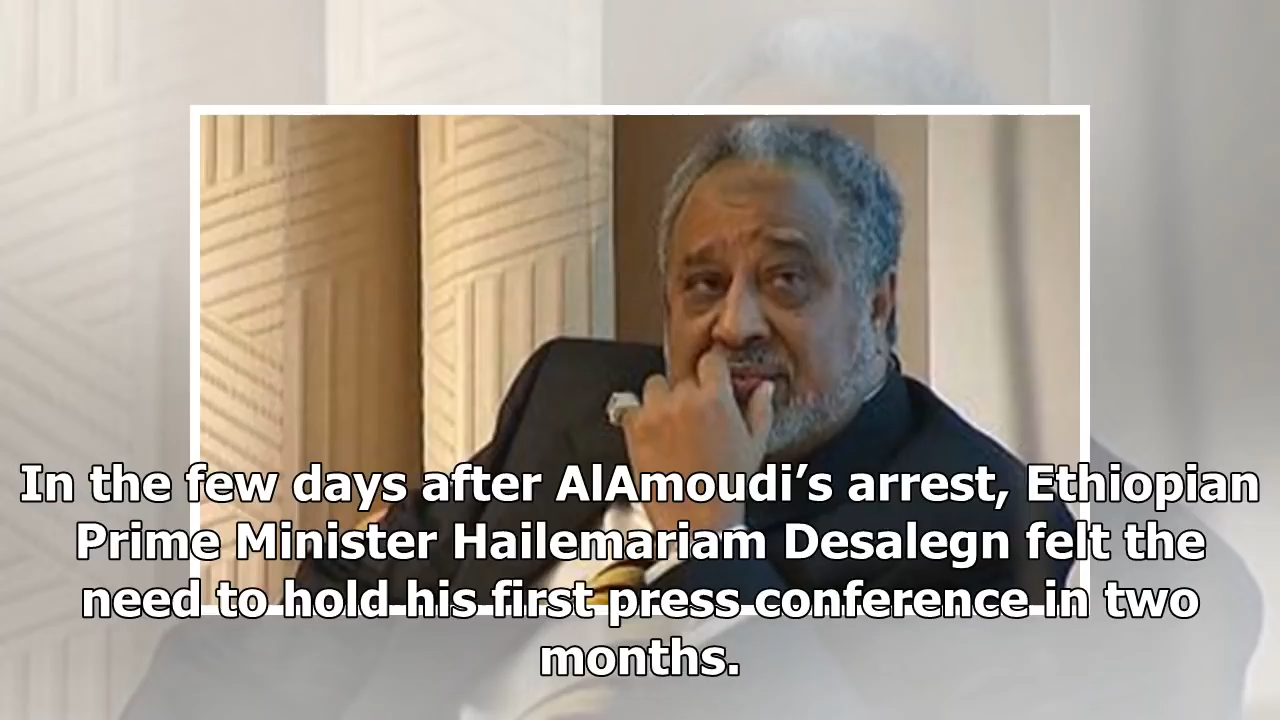 In the few days after AlAmoudi’s arrest, Ethiopian
Prime Minister Hailemariam Desalegn felt the
need to hold his first press conference in two
months.